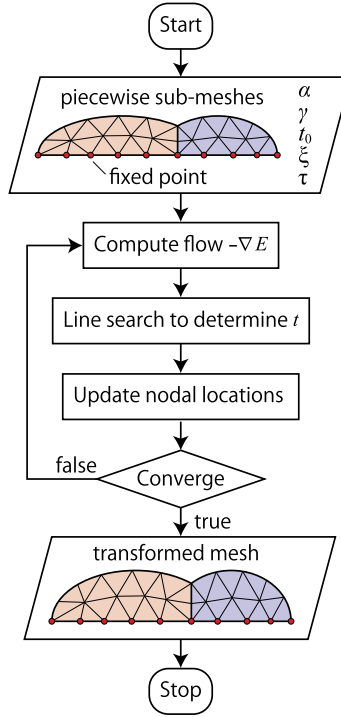 Start
piecewise sub-meshes
α
γ
t₀
ξ
τ
fixed point
Compute flow –∇E
Line search to determine t
Update nodal locations
false
Converge
true
transformed mesh
Stop